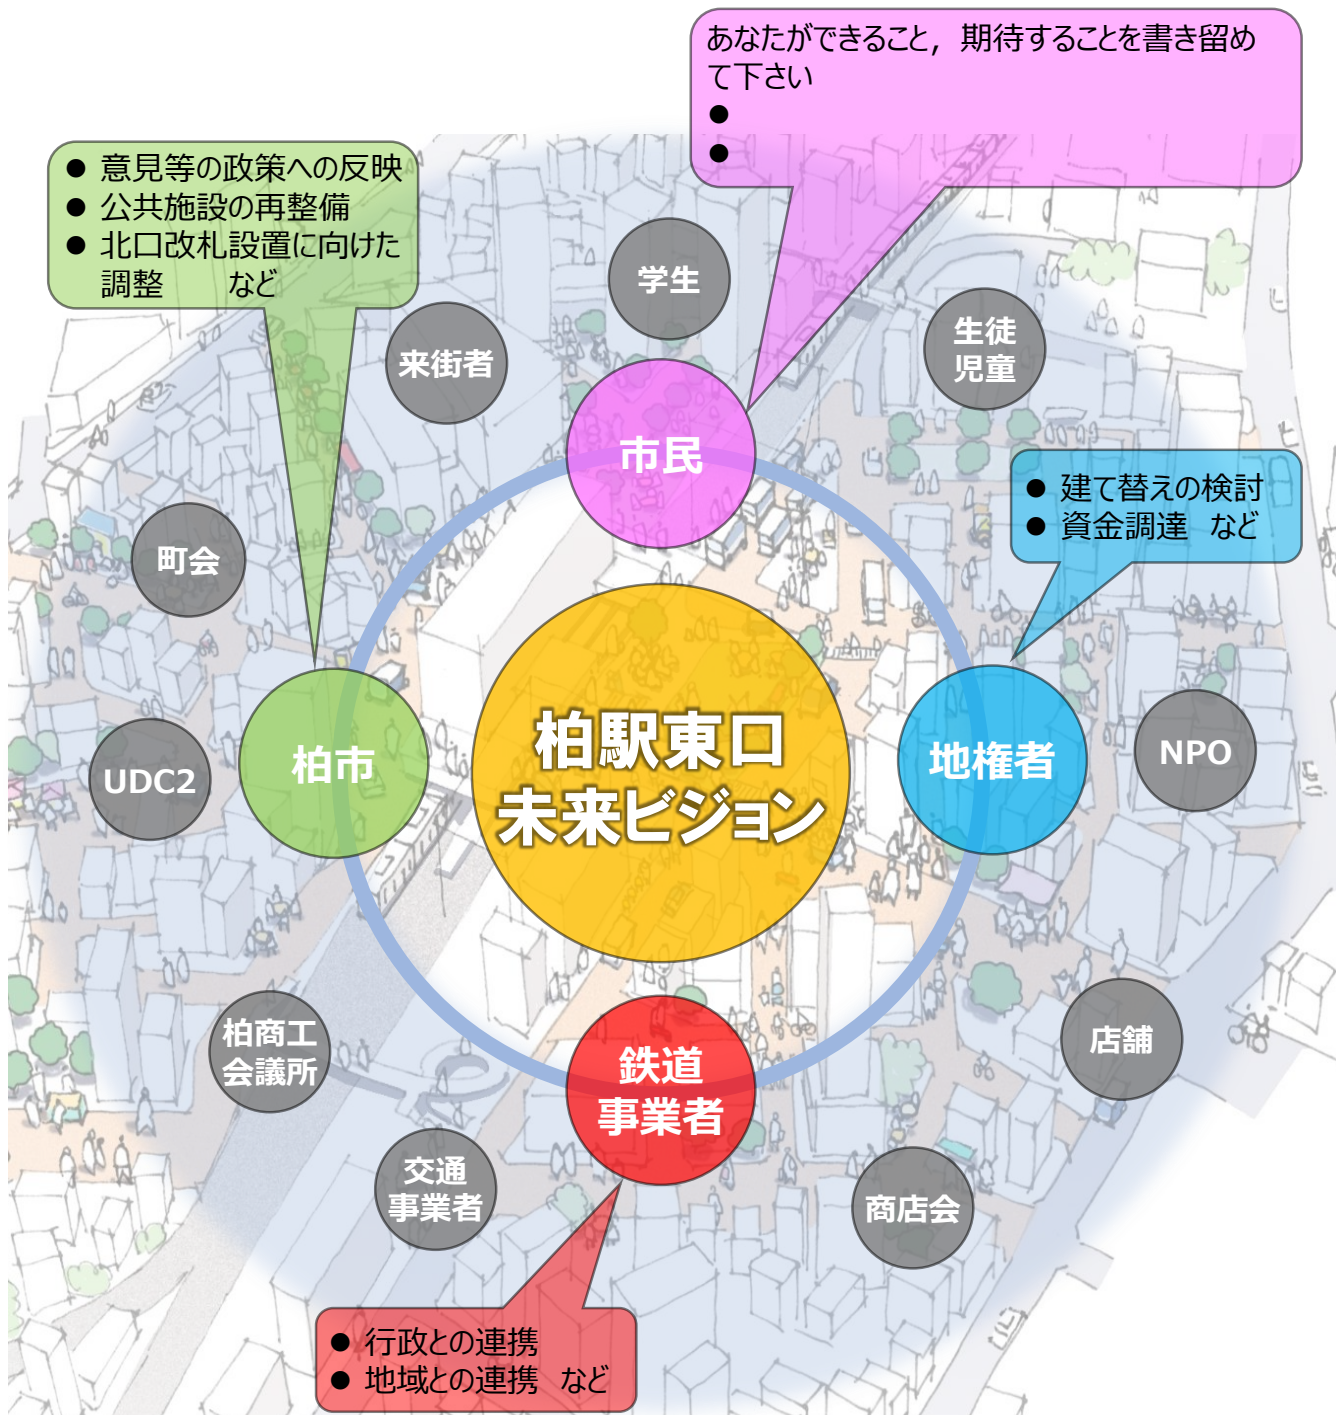 あなたができること，期待することを書き留め
て下さい
●
●
● 意見等の政策への反映
● 公共施設の再整備
● 北口改札設置に向けた
調整　　など
学生
来街者
生徒
児童
市民
● 建て替えの検討
● 資金調達　など
町会
柏駅東口
未来ビジョン
柏市
地権者
UDC2
NPO
柏商工
会議所
鉄道
事業者
店舗
交通
事業者
商店会
● 行政との連携
● 地域との連携　など